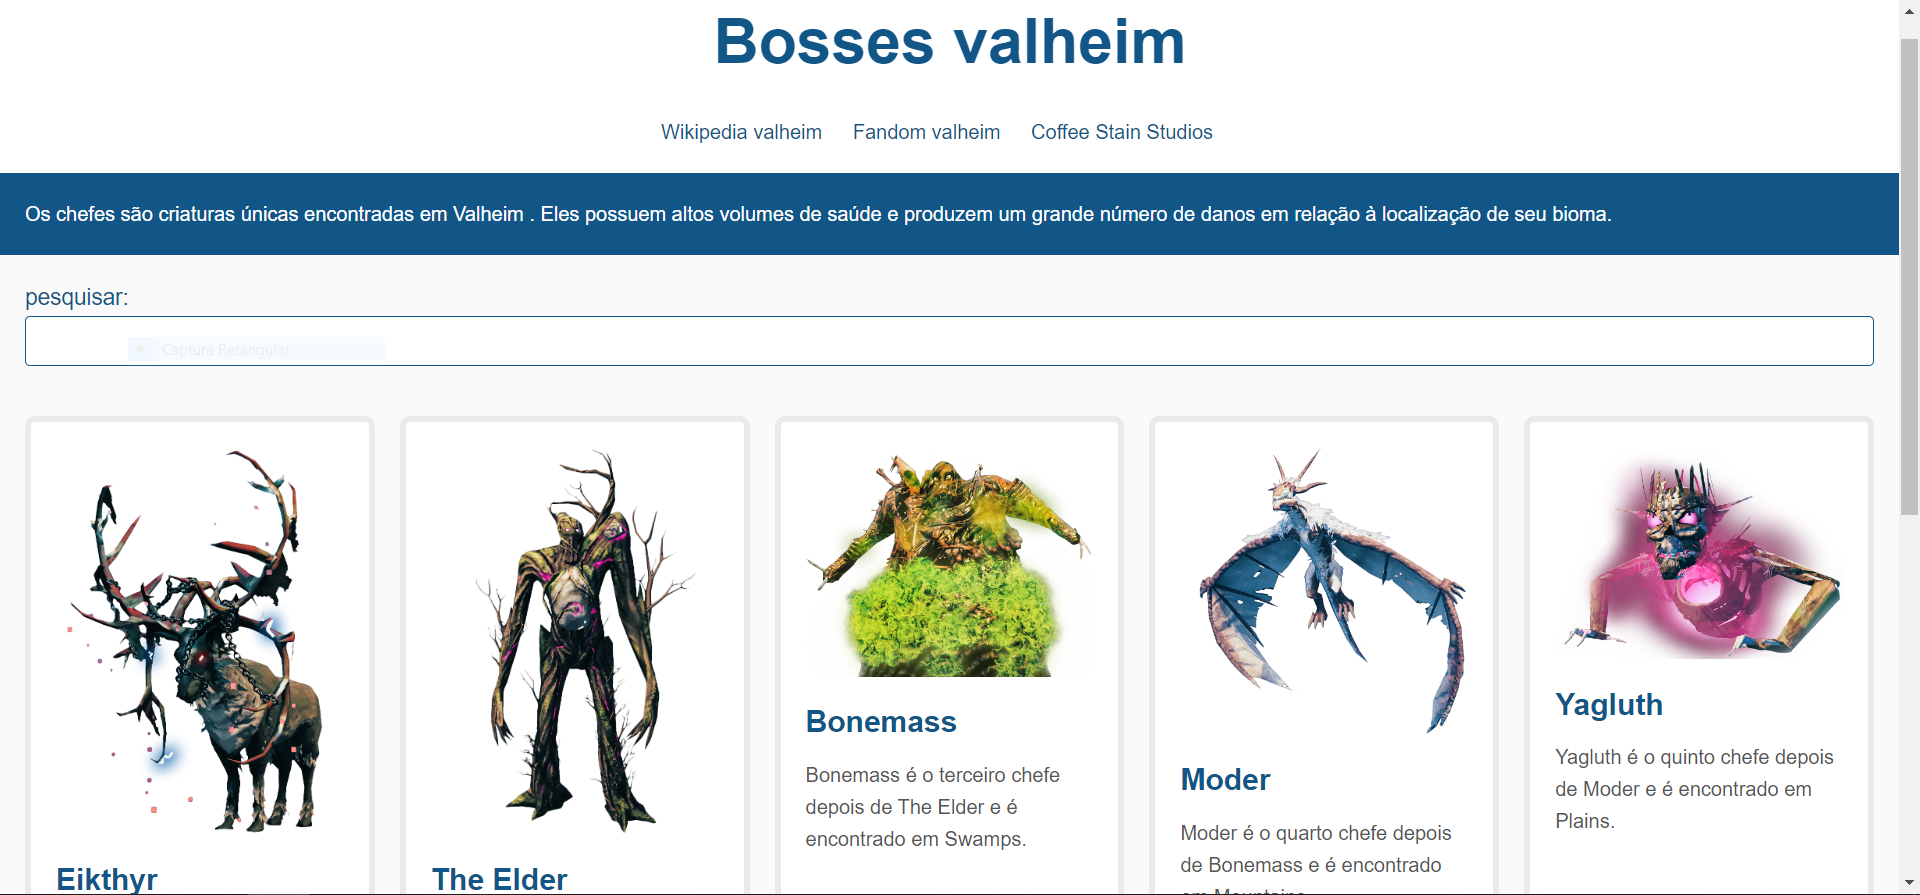 Bosses valheim
Wikipedia valheim Fandom valheim Coffee Stain Studios
Os chefes são criaturas únicas encontradas em Valheim . Eles possuem altos volumes de saúde e produzem um grande número de danos em relação à localização de seu bioma.
pesquisar:
Captura Retangular
Eikthyr
The Elder
Bonemass
Bonemass é o terceiro chefe
depois de The Elder e é
encontrado em Swamps.
Moder
Moder é o quarto chefe depois
de Bonemass e é encontrado
em Mountains.
Yagluth
Yagluth é o quinto chefe depois
de Moder e é encontrado em
Plains.